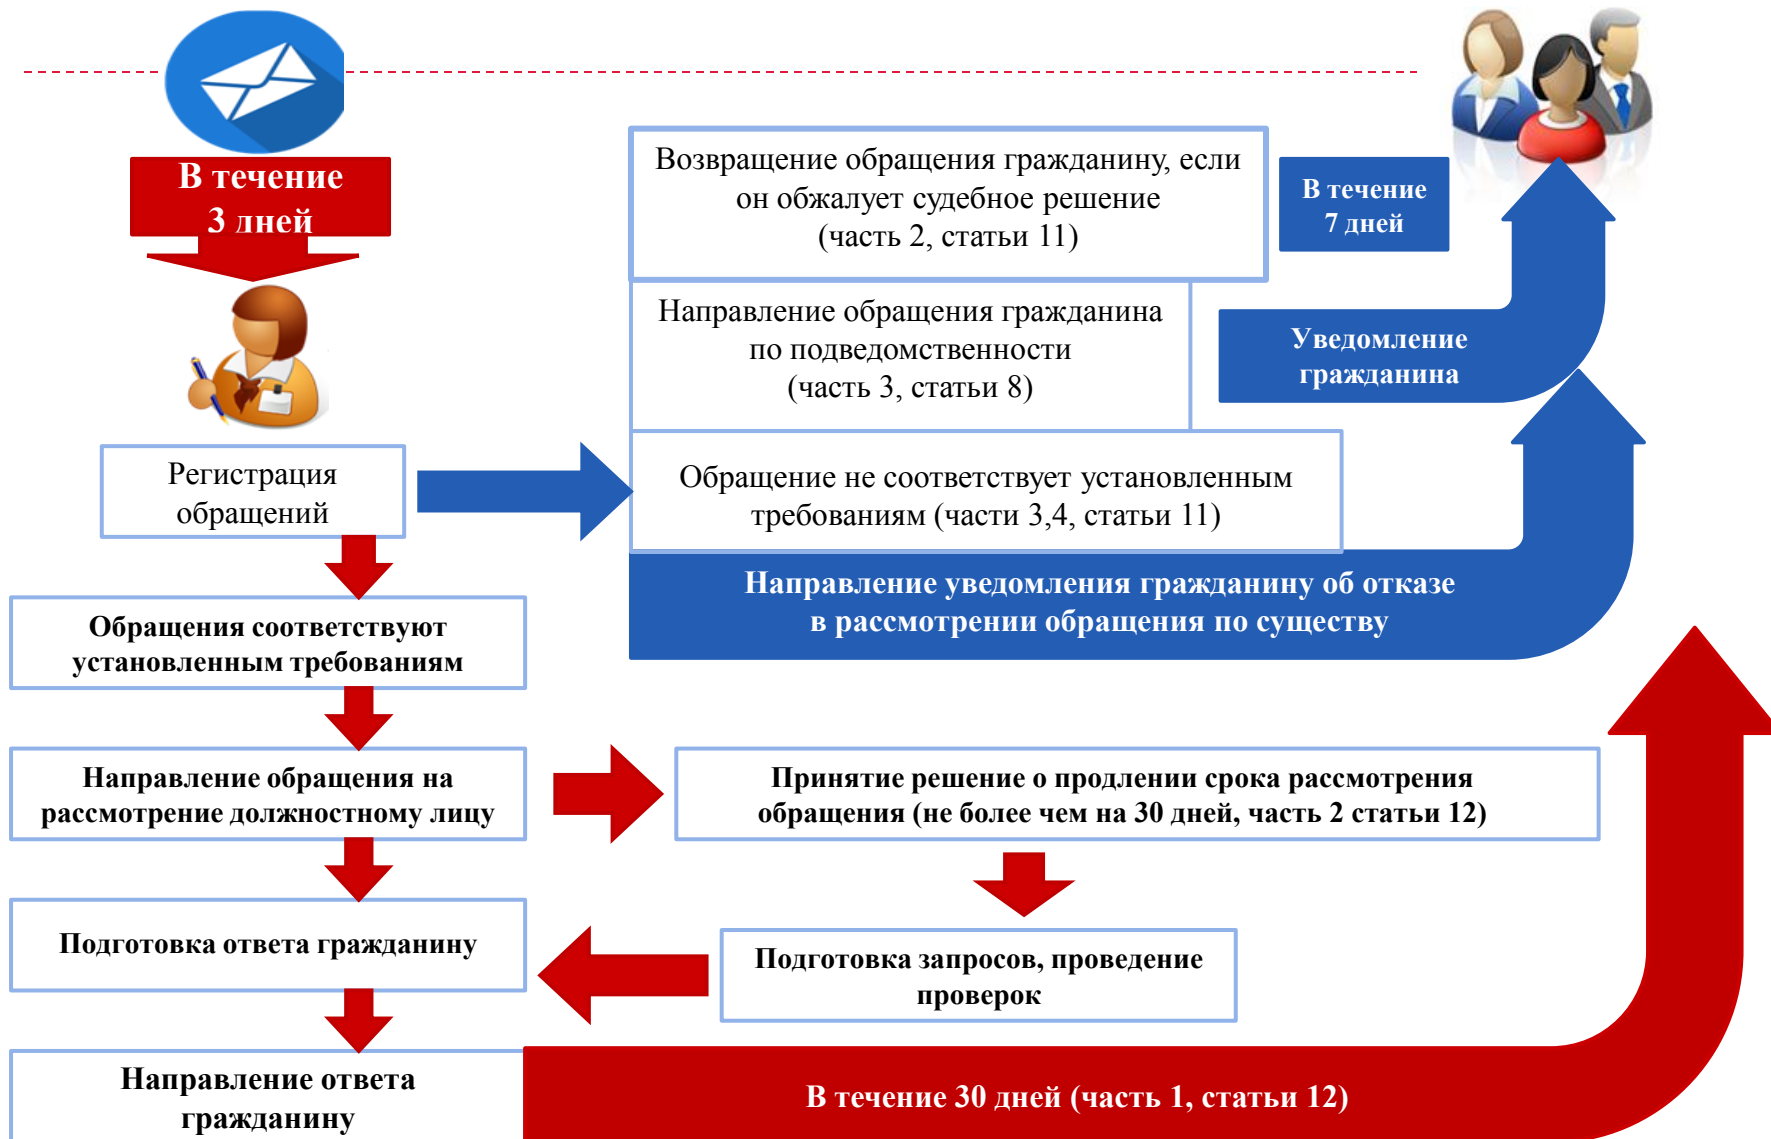 В течение
3 дней
Возвращение обращения гражданину, если
он обжалует судебное решение
(часть 2, статьи 11)
В течение
7 дней
Направление обращения гражданина
по подведомственности
(часть 3, статьи 8)
Уведомление
гражданина
Регистрация
обращений
Обращение не соответствует установленным
требованиям (части 3,4, статьи 11)
Направление уведомления гражданину об отказе
в рассмотрении обращения по существу
Обращения соответствуют
установленным требованиям
Направление обращения на
рассмотрение должностному лицу
Принятие решение о продлении срока рассмотрения
обращения (не более чем на 30 дней, часть 2 статьи 12)
Подготовка ответа гражданину
Подготовка запросов, проведение
проверок
Направление ответа
гражданину
В течение 30 дней (часть 1, статьи 12)